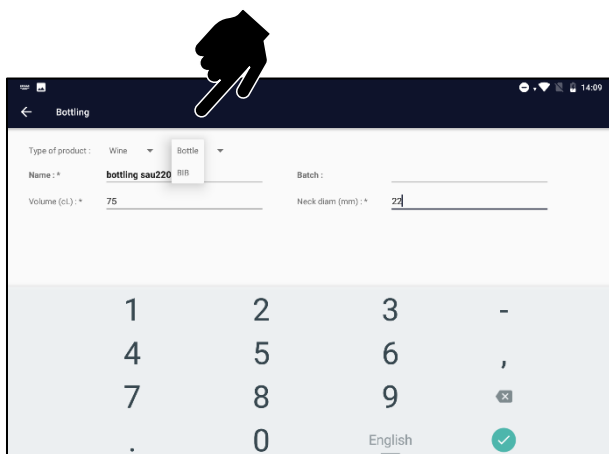 14:09
Bottling
Type of product : Wine Bottle
BIB
Name : * bottling sau220 Batch :
Volume (cl.) : * 75 Neck diam (mm) : * 22
1 2 3 -
4 5 6 ,
7 8 9
. 0 English